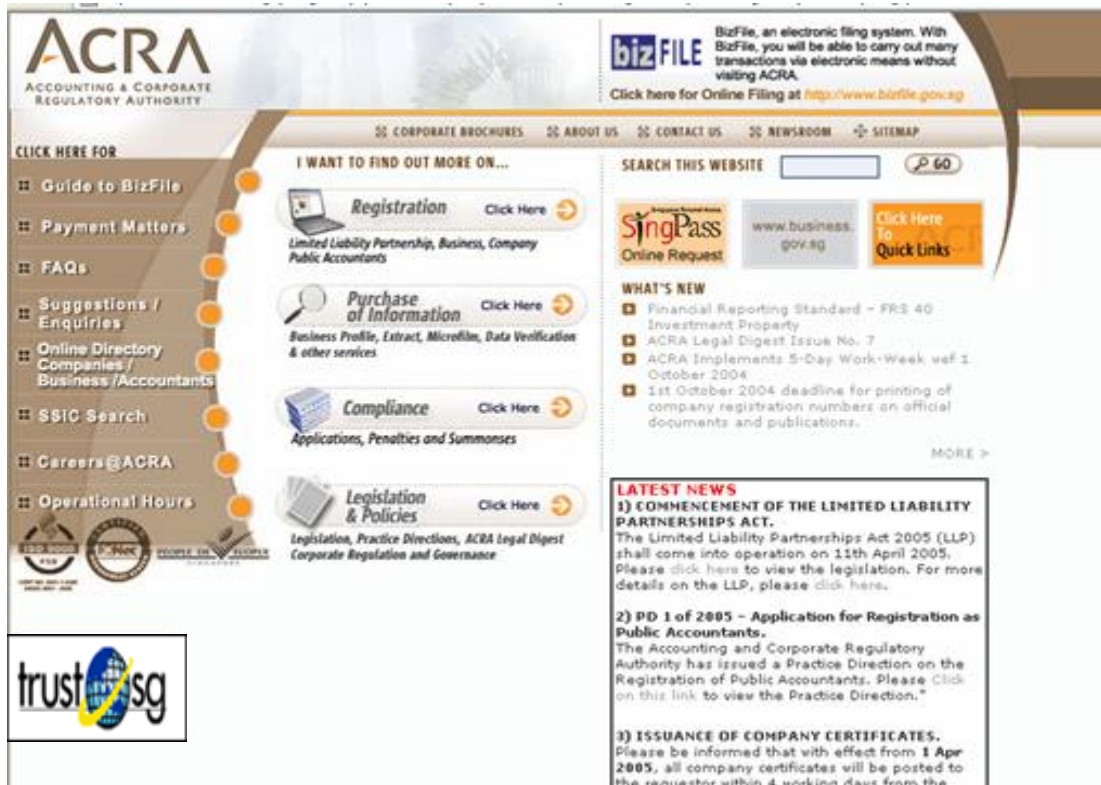 ACRA
ACCOUNTING & CORPORATE
REGULATORY AUTHORITY
bizFILE
BizFile, an electronic filing system. With
BizFile, you will be able to carry out many
transactions via electronic means without
visiting ACRA.
Click here for Online Filing at http://www.bizfile.gov.sg
CORPORATE BROCHURES
ABOUT US
CONTACT US
NEWSROOM
SITEMAP
CLICK HERE FOR
Guide to BizFile
Payment Matters
FAQs
Suggestions /
Enquiries
Online Directory
Companies /
Business /Accountants
SSIC Search
Careers@ACRA
Operational Hours
ISO 9000
PEOPLE DEVELOPER
SINGAPORE
trustsg
I WANT TO FIND OUT MORE ON...
Registration Click Here
Limited Liability Partnership, Business, Company
Public Accountants
Purchase
of Information Click Here
Business Profile, Extract, Microfilm, Data Verification
& other services
Compliance Click Here
Applications, Penalties and Summonses
Legislation
& Policies Click Here
Legislation, Practice Directions, ACRA Legal Digest
Corporate Regulation and Governance
SEARCH THIS WEBSITE GO
SingPass
Online Request
www.business.
gov.sg
Click Here
To
Quick Links
WHAT'S NEW
Financial Reporting Standard - FRS 40
Investment Property
ACRA Legal Digest Issue No. 7
ACRA Implements 5-Day Work-Week wef 1
October 2004
1st October 2004 deadline for printing of
company registration numbers on official
documents and publications.
MORE >
LATEST NEWS
1) COMMENCEMENT OF THE LIMITED LIABILITY
PARTNERSHIPS ACT.
The Limited Liability Partnerships Act 2005 (LLP)
shall come into operation on 11th April 2005.
Please click here to view the legislation. For more
details on the LLP, please click here.
2) PD 1 of 2005 - Application for Registration as
Public Accountants.
The Accounting and Corporate Regulatory
Authority has issued a Practice Direction on the
Registration of Public Accountants. Please Click
on this link to view the Practice Direction."
3) ISSUANCE OF COMPANY CERTIFICATES.
Please be informed that with effect from 1 Apr
2005, all company certificates will be posted to
the requestor within 4 working days from the